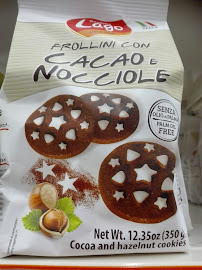 Lago
FROLLINI CON
CACAO E
NOCCIOLE
SENZA
OLIO DI PALMA
PALM OIL
FREE
Net Wt. 12.35oz (350 g
Cocoa and hazelnut cookies